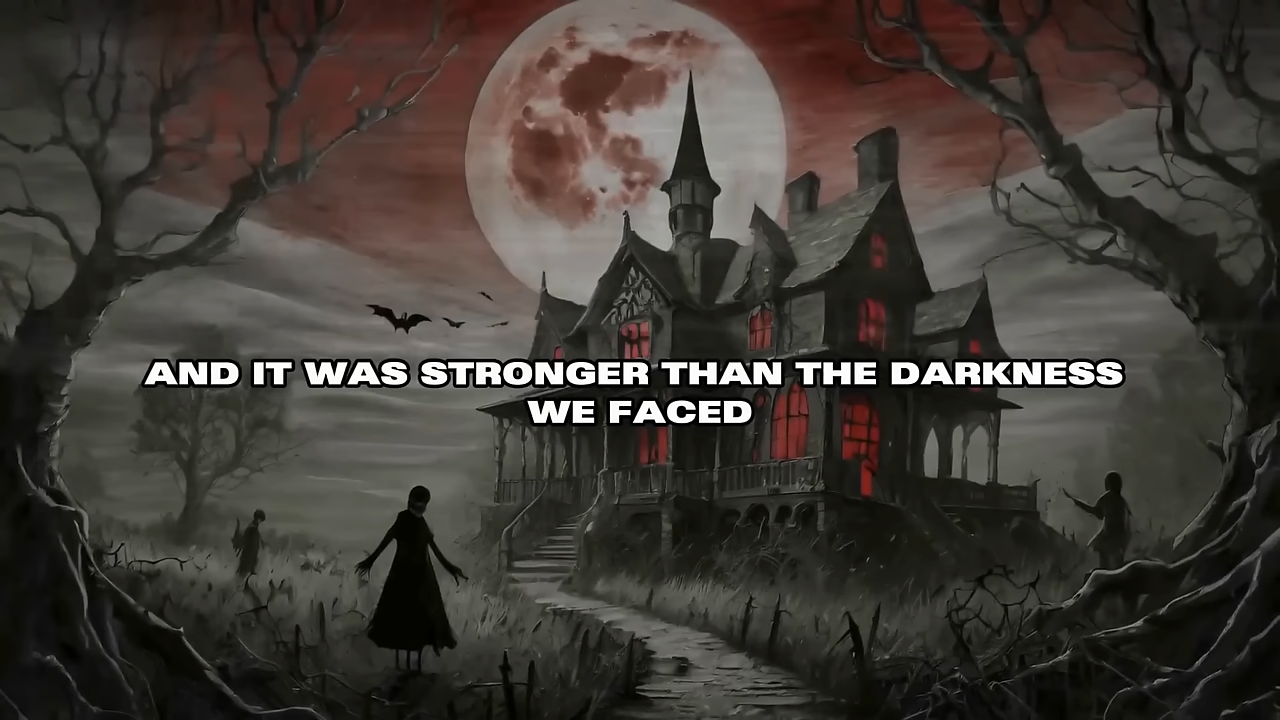 AND IT WAS STRONGER THAN THE DARKNESS
WE FACED